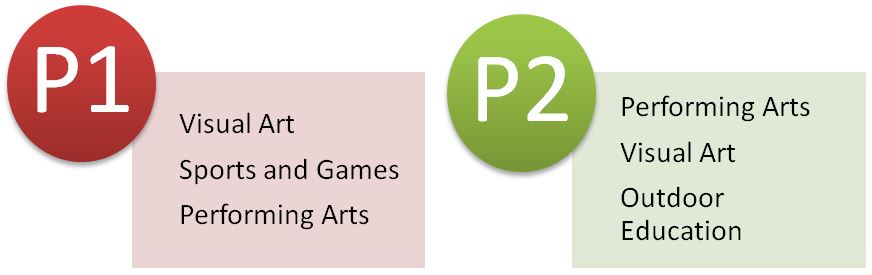 P1
Visual Art
Sports and Games
Performing Arts
P2
Performing Arts
Visual Art
Outdoor
Education